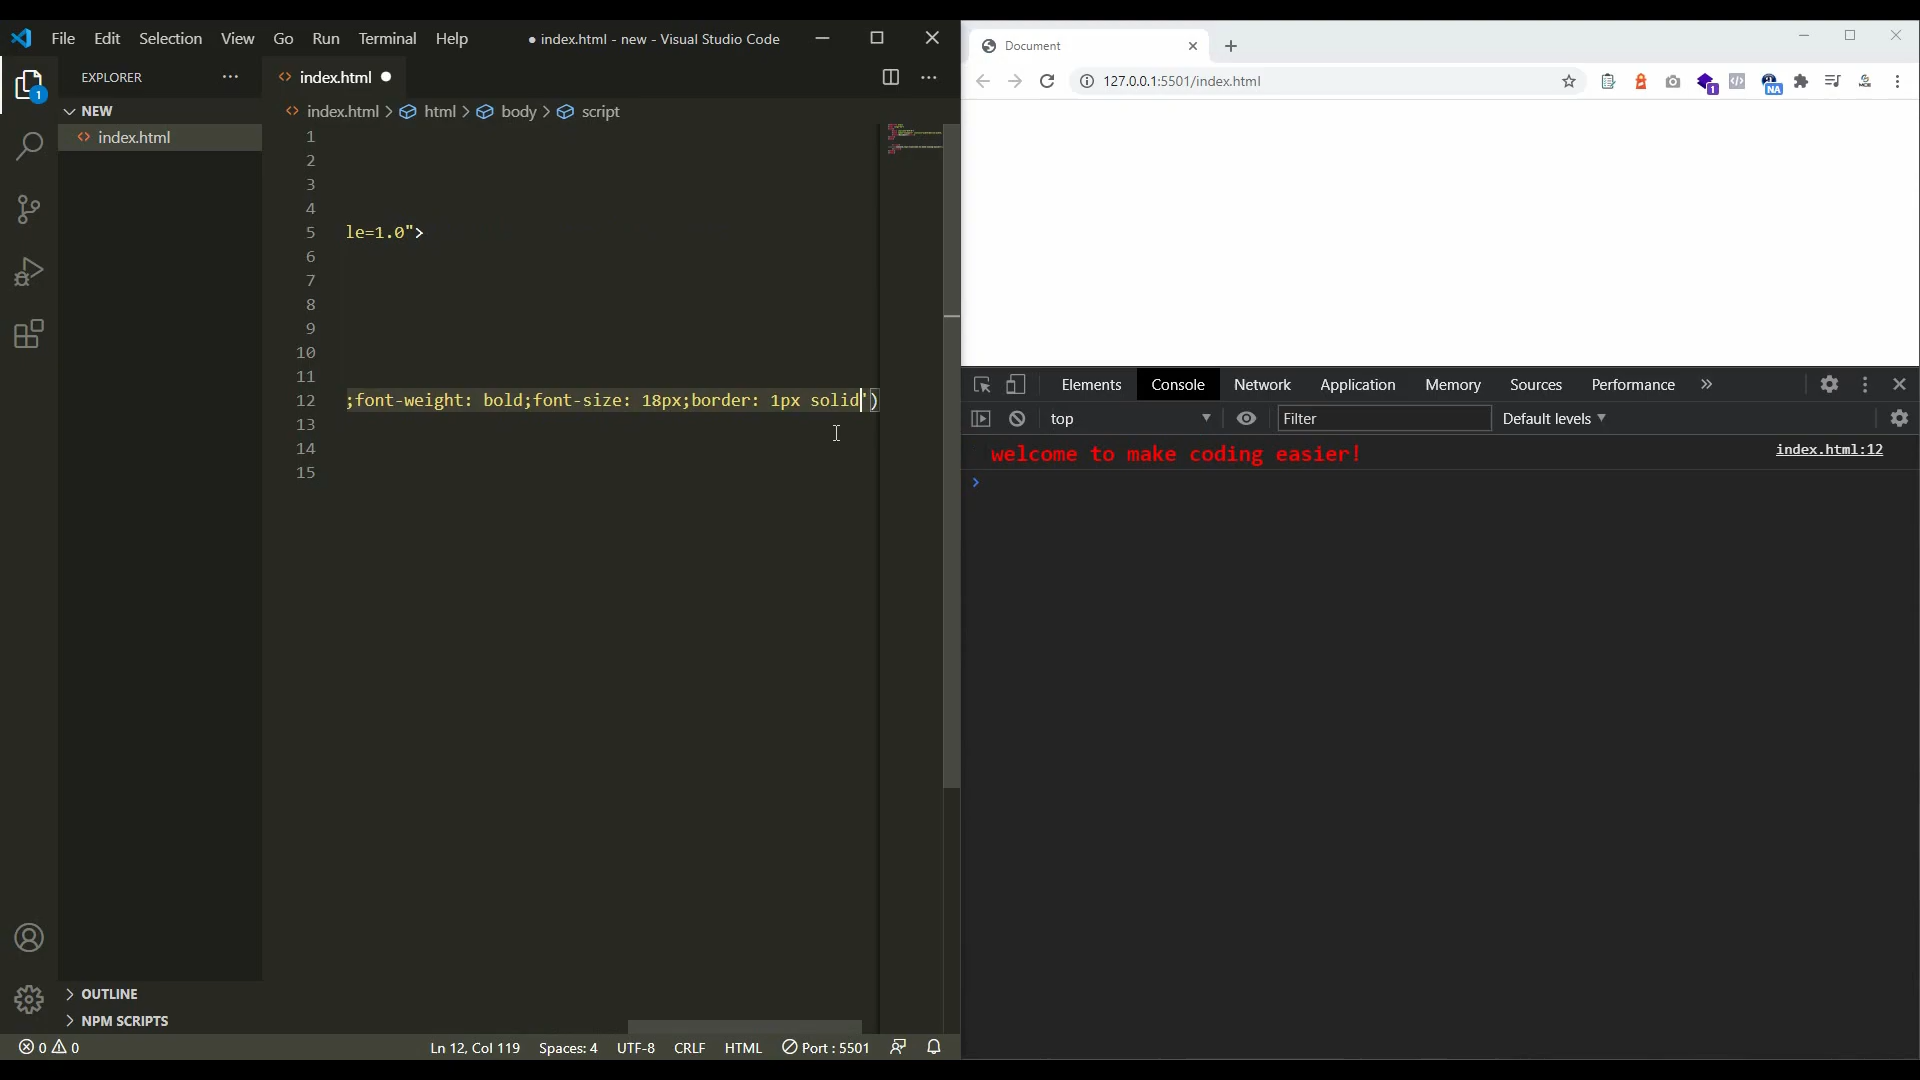 File Edit Selection View Go Run Terminal Help ● index.html - new - Visual Studio Code
EXPLORER
index.html
NEW
index.html
index.html > html > body > script
1
2
3
4
5 le=1.0">
6
7
8
9
10
11
12 ;font-weight: bold;font-size: 18px;border: 1px solid')
13
14
15
1
OUTLINE
NPM SCRIPTS
0 0 Ln 12, Col 119 Spaces: 4 UTF-8 CRLF HTML Port : 5501
Document
127.0.0.1:5501/index.html
1
NA
Elements Console Network Application Memory Sources Performance »
top Filter Default levels
welcome to make coding easier! index.html:12
>